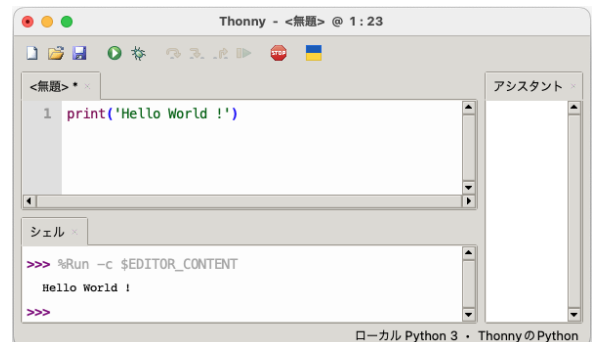 Thonny - <無題> @ 1:23
STOP
<無題> * ×
1 print('Hello World !')
アシスタント ×
シェル ×
>>> %Run -c $EDITOR_CONTENT
Hello World !
>>>
ローカル Python 3 • ThonnyのPython